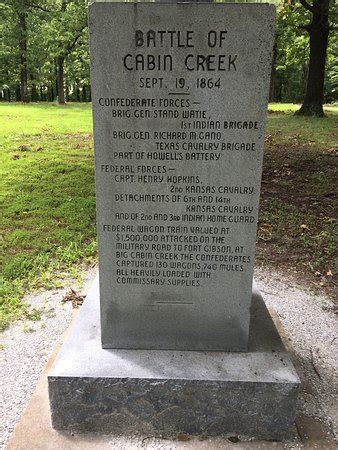 BATTLE OF
CABIN CREEK
SEPT. 19, 1864
CONFEDERATE FORCES—
BRIG. GEN. STAND WATIE,
1ST INDIAN BRIGADE
BRIG. GEN. RICHARD M. GANO,
TEXAS CAVALRY BRIGADE
PART OF HOWELL'S BATTERY.
FEDERAL FORCES—
CAPT. HENRY HOPKINS,
2ND KANSAS CAVALRY
DETACHMENTS OF 6TH AND 14TH
KANSAS CAVALRY
AND OF 2ND AND 3RD INDIAN HOME GUARD
FEDERAL WAGON TRAIN VALUED AT
$1,500,000 ATTACKED ON THE
MILITARY ROAD TO FORT GIBSON, AT
BIG CABIN CREEK THE CONFEDERATES
CAPTURED 130 WAGONS, 740 MULES,
ALL HEAVILY LOADED WITH
COMMISSARY SUPPLIES.